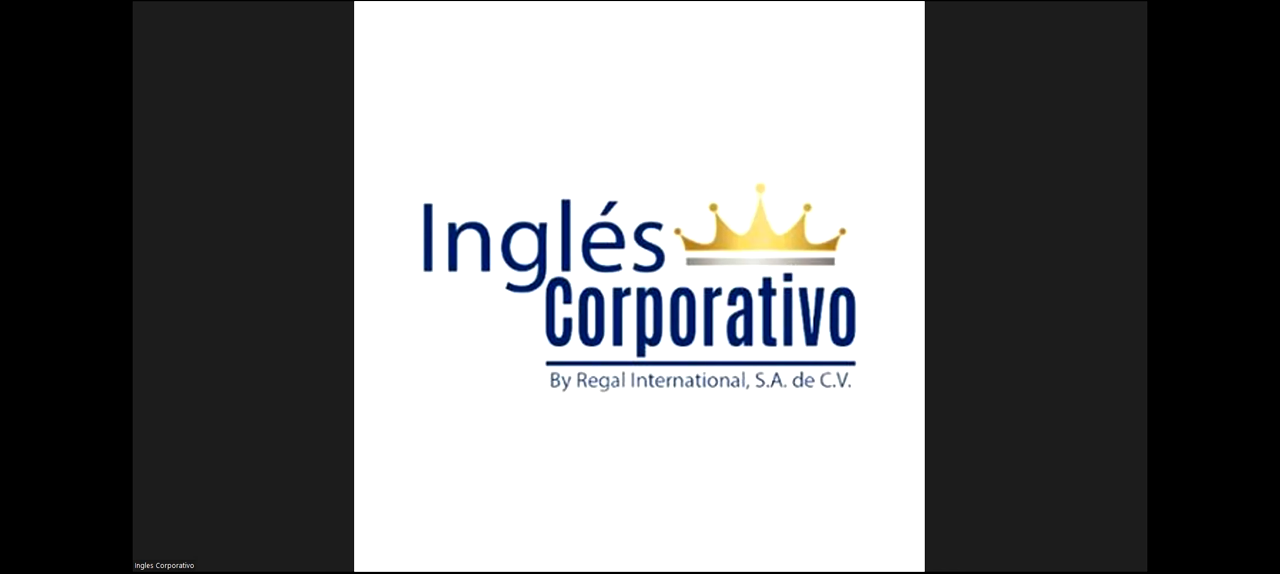 Inglés
Corporativo
By Regal International, S.A. de C.V.
Ingles Corporativo